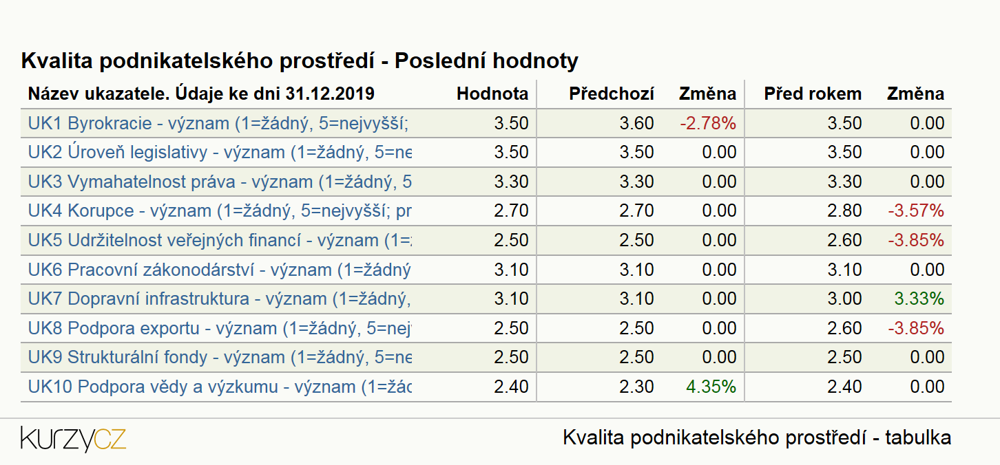 Kvalita podnikatelského prostředí - Poslední hodnoty
Název ukazatele. Údaje ke dni 31.12.2019 Hodnota Předchozí Změna Před rokem Změna
UK1 Byrokracie - význam (1=žádný, 5=nejvyšší; 3.50 3.60 -2.78% 3.50 0.00
UK2 Úroveň legislativy - význam (1=žádný, 5=ne 3.50 3.50 0.00 3.50 0.00
UK3 Vymahatelnost práva - význam (1=žádný, 5 3.30 3.30 0.00 3.30 0.00
UK4 Korupce - význam (1=žádný, 5=nejvyšší; pr 2.70 2.70 0.00 2.80 -3.57%
UK5 Udržitelnost veřejných financí - význam (1= 2.50 2.50 0.00 2.60 -3.85%
UK6 Pracovní zákonodárství - význam (1=žádný 3.10 3.10 0.00 3.10 0.00
UK7 Dopravní infrastruktura - význam (1=žádný, 3.10 3.10 0.00 3.00 3.33%
UK8 Podpora exportu - význam (1=žádný, 5=nej 2.50 2.50 0.00 2.60 -3.85%
UK9 Strukturální fondy - význam (1=žádný, 5=ne 2.50 2.50 0.00 2.50 0.00
UK10 Podpora vědy a výzkumu - význam (1=žác 2.40 2.30 4.35% 2.40 0.00
kurzycz Kvalita podnikatelského prostředí - tabulka